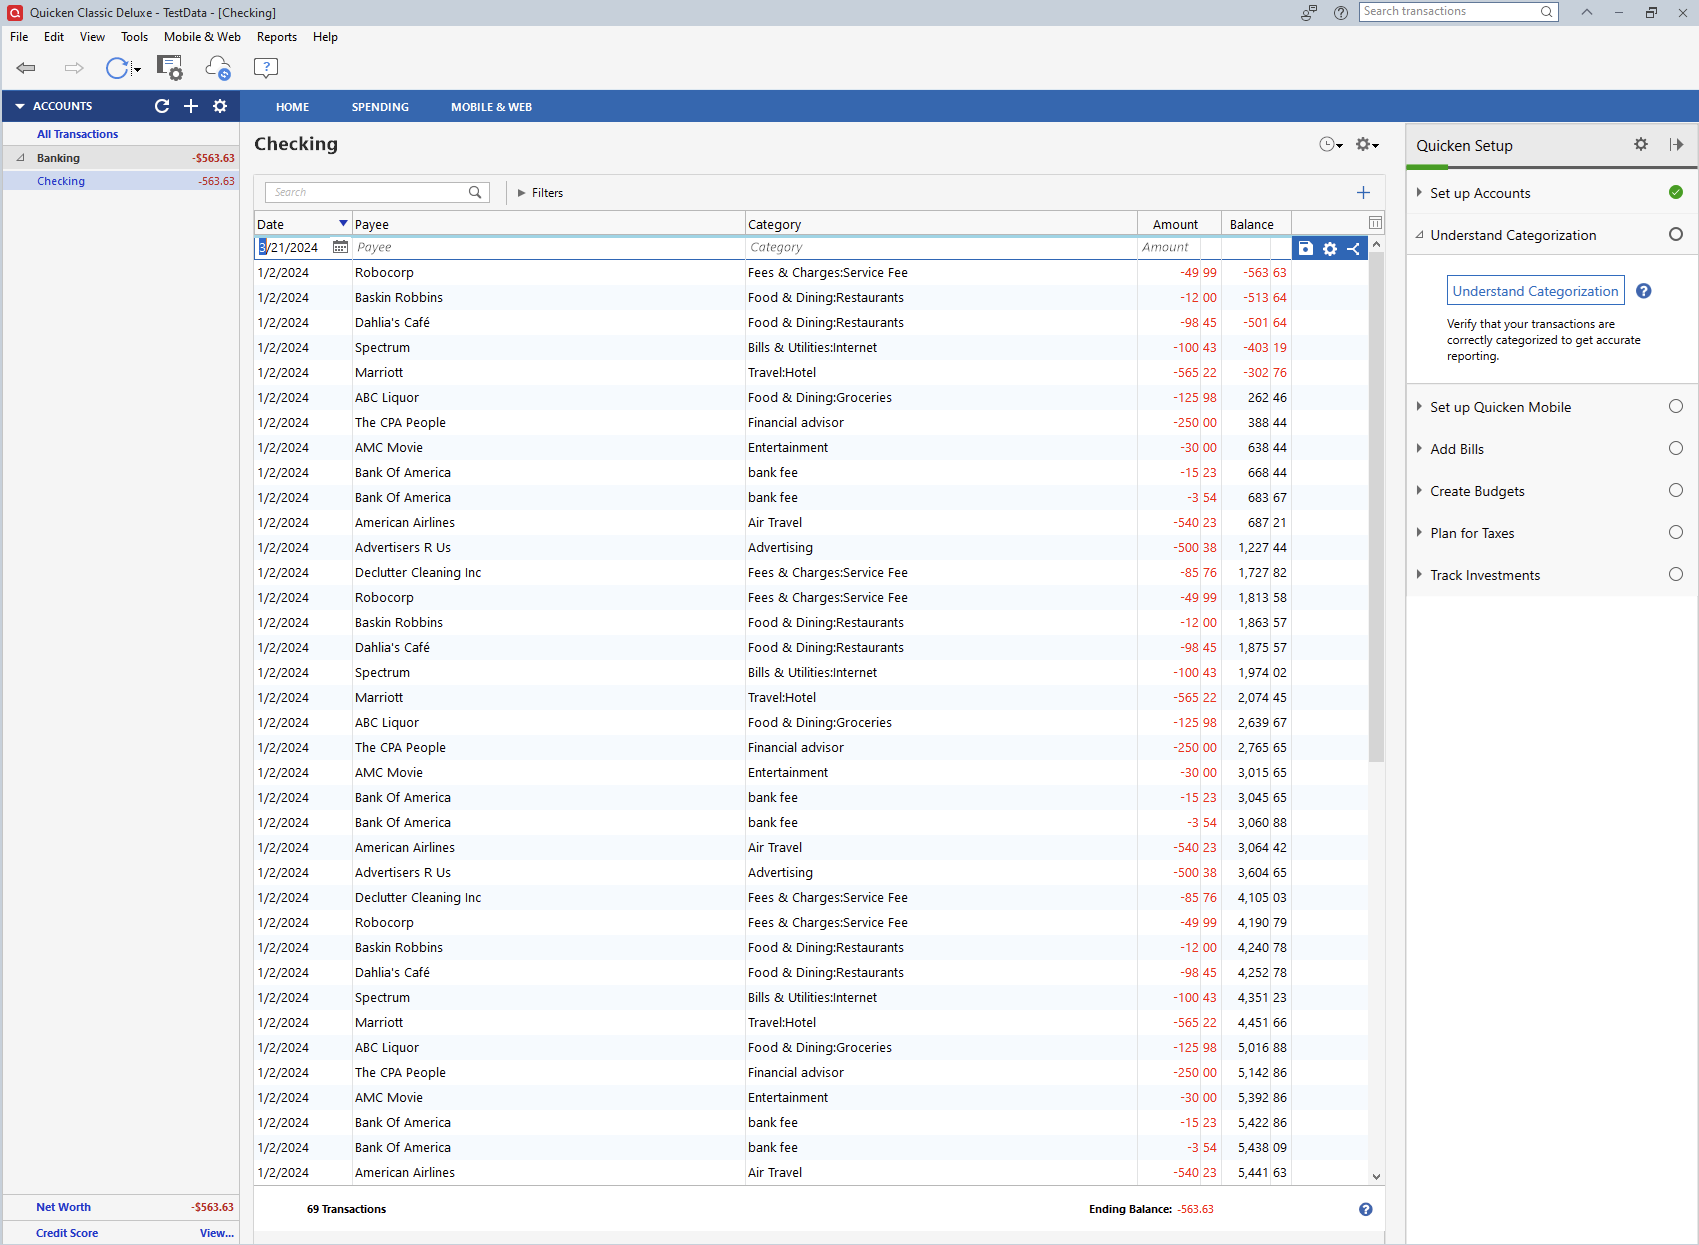 Quicken Classic Deluxe - TestData - [Checking]
Search transactions
File Edit View Tools Mobile & Web Reports Help
ACCOUNTS
HOME SPENDING MOBILE & WEB
All Transactions
Banking -$563.63
Checking -563.63
Net Worth -$563.63
Credit Score View...
Checking
Search
Filters
Date Payee Category Amount Balance
3/21/2024 Payee Category Amount
1/2/2024 Robocorp Fees & Charges:Service Fee -49 99 -563 63
1/2/2024 Baskin Robbins Food & Dining:Restaurants -12 00 -513 64
1/2/2024 Dahlia's Café Food & Dining:Restaurants -98 45 -501 64
1/2/2024 Spectrum Bills & Utilities:Internet -100 43 -403 19
1/2/2024 Marriott Travel:Hotel -565 22 -302 76
1/2/2024 ABC Liquor Food & Dining:Groceries -125 98 262 46
1/2/2024 The CPA People Financial advisor -250 00 388 44
1/2/2024 AMC Movie Entertainment -30 00 638 44
1/2/2024 Bank Of America bank fee -15 23 668 44
1/2/2024 Bank Of America bank fee -3 54 683 67
1/2/2024 American Airlines Air Travel -540 23 687 21
1/2/2024 Advertisers R Us Advertising -500 38 1,227 44
1/2/2024 Declutter Cleaning Inc Fees & Charges:Service Fee -85 76 1,727 82
1/2/2024 Robocorp Fees & Charges:Service Fee -49 99 1,813 58
1/2/2024 Baskin Robbins Food & Dining:Restaurants -12 00 1,863 57
1/2/2024 Dahlia's Café Food & Dining:Restaurants -98 45 1,875 57
1/2/2024 Spectrum Bills & Utilities:Internet -100 43 1,974 02
1/2/2024 Marriott Travel:Hotel -565 22 2,074 45
1/2/2024 ABC Liquor Food & Dining:Groceries -125 98 2,639 67
1/2/2024 The CPA People Financial advisor -250 00 2,765 65
1/2/2024 AMC Movie Entertainment -30 00 3,015 65
1/2/2024 Bank Of America bank fee -15 23 3,045 65
1/2/2024 Bank Of America bank fee -3 54 3,060 88
1/2/2024 American Airlines Air Travel -540 23 3,064 42
1/2/2024 Advertisers R Us Advertising -500 38 3,604 65
1/2/2024 Declutter Cleaning Inc Fees & Charges:Service Fee -85 76 4,105 03
1/2/2024 Robocorp Fees & Charges:Service Fee -49 99 4,190 79
1/2/2024 Baskin Robbins Food & Dining:Restaurants -12 00 4,240 78
1/2/2024 Dahlia's Café Food & Dining:Restaurants -98 45 4,252 78
1/2/2024 Spectrum Bills & Utilities:Internet -100 43 4,351 23
1/2/2024 Marriott Travel:Hotel -565 22 4,451 66
1/2/2024 ABC Liquor Food & Dining:Groceries -125 98 5,016 88
1/2/2024 The CPA People Financial advisor -250 00 5,142 86
1/2/2024 AMC Movie Entertainment -30 00 5,392 86
1/2/2024 Bank Of America bank fee -15 23 5,422 86
1/2/2024 Bank Of America bank fee -3 54 5,438 09
1/2/2024 American Airlines Air Travel -540 23 5,441 63
69 Transactions Ending Balance: -563.63
Quicken Setup
Set up Accounts
Understand Categorization
Understand Categorization
Verify that your transactions are
correctly categorized to get accurate
reporting.
Set up Quicken Mobile
Add Bills
Create Budgets
Plan for Taxes
Track Investments